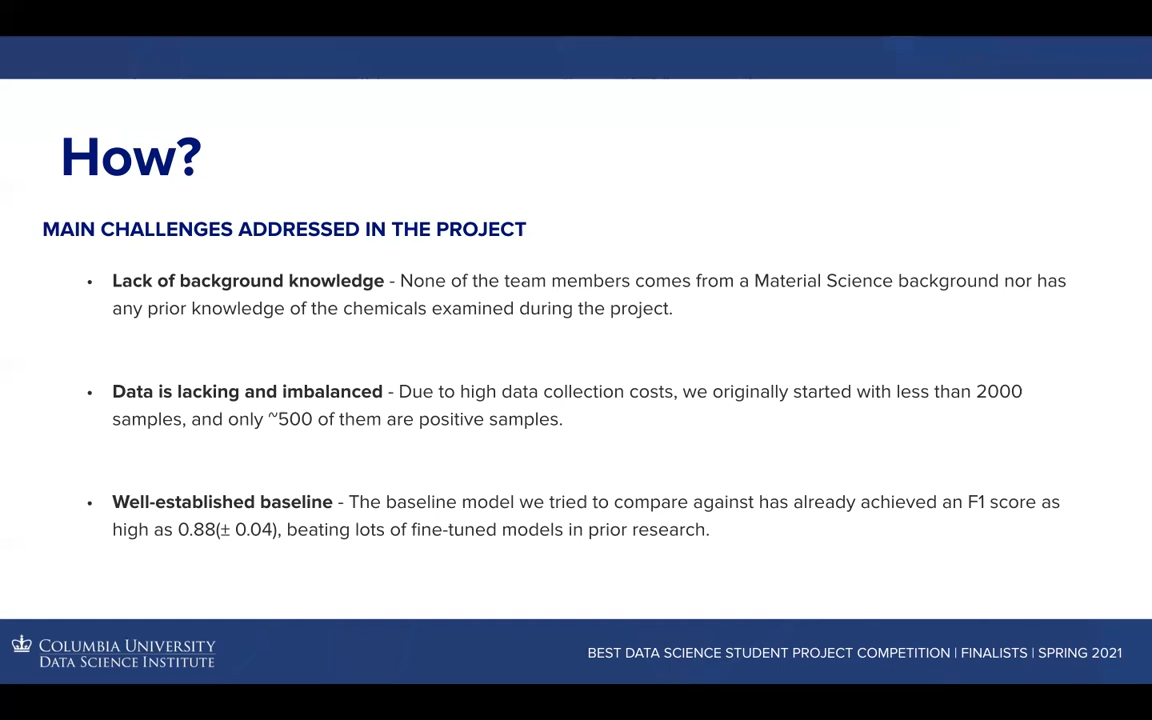 How?
MAIN CHALLENGES ADDRESSED IN THE PROJECT
• Lack of background knowledge - None of the team members comes from a Material Science background nor has
any prior knowledge of the chemicals examined during the project.
• Data is lacking and imbalanced - Due to high data collection costs, we originally started with less than 2000
samples, and only ~500 of them are positive samples.
• Well-established baseline - The baseline model we tried to compare against has already achieved an F1 score as
high as 0.88(± 0.04), beating lots of fine-tuned models in prior research.
COLUMBIA UNIVERSITY
DATA SCIENCE INSTITUTE
BEST DATA SCIENCE STUDENT PROJECT COMPETITION | FINALISTS | SPRING 2021